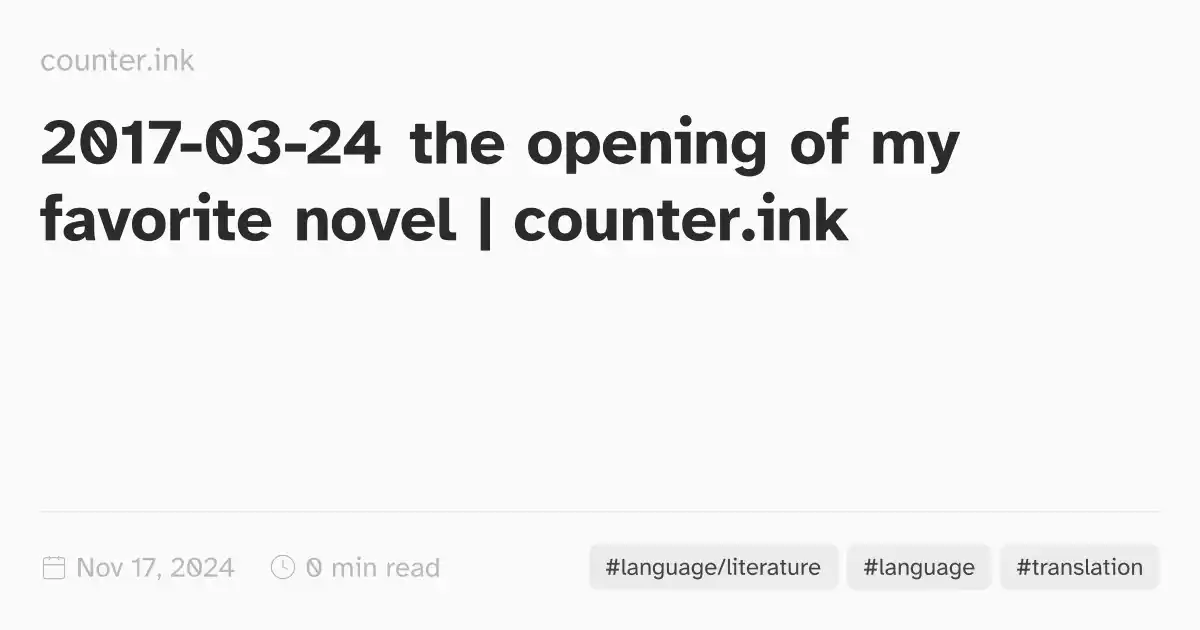 counter.ink
2017-03-24 the opening of my
favorite novel | counter.ink
Nov 17, 2024 0 min read #language/literature #language #translation